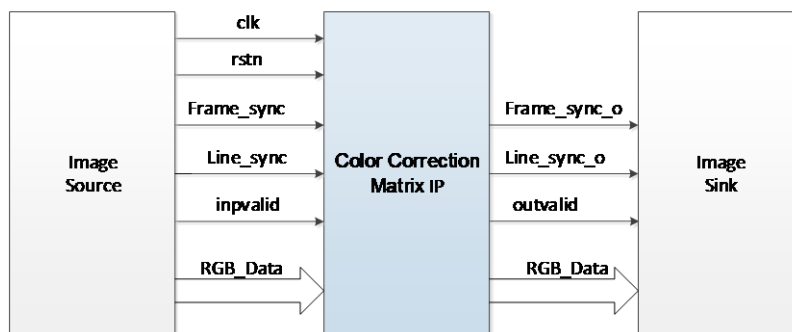 clk
rstn
Frame_sync
Frame_sync_o
Image
Source
Line_sync
Color Correction
Matrix IP
Line_sync_o
Image
Sink
inpvalid
outvalid
RGB_Data
RGB_Data